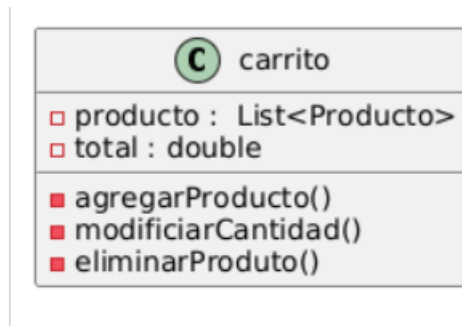 C carrito
producto : List<Producto>
total : double
agregarProducto()
modificiarCantidad()
eliminarProduto()